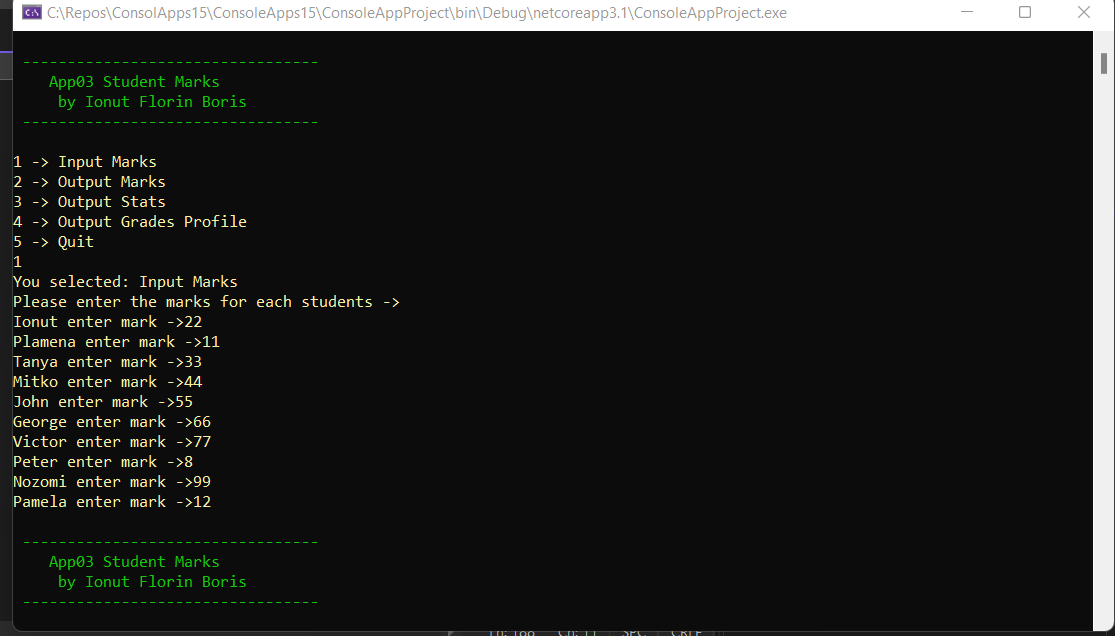 C:\Repos\ConsolApps15\ConsoleApps15\ConsoleAppProject\bin\Debug\netcoreapp3.1\ConsoleAppProject.exe
---------------------------------
App03 Student Marks
by Ionut Florin Boris
---------------------------------
1 -> Input Marks
2 -> Output Marks
3 -> Output Stats
4 -> Output Grades Profile
5 -> Quit
1
You selected: Input Marks
Please enter the marks for each students ->
Ionut enter mark ->22
Plamena enter mark ->11
Tanya enter mark ->33
Mitko enter mark ->44
John enter mark ->55
George enter mark ->66
Victor enter mark ->77
Peter enter mark ->8
Nozomi enter mark ->99
Pamela enter mark ->12
---------------------------------
App03 Student Marks
by Ionut Florin Boris
---------------------------------